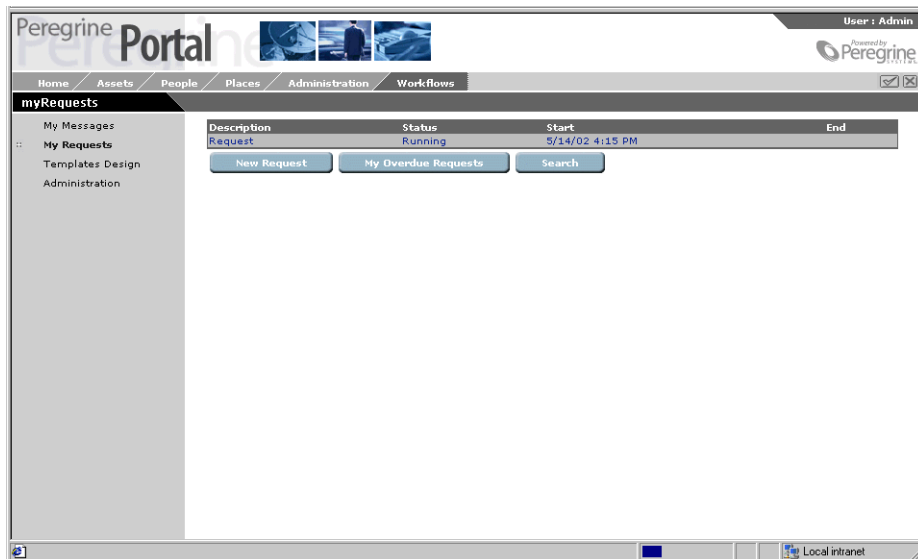 Peregrine Portal
User : Admin
Powered by
Peregrine
SYSTEMS
Home Assets People Places Administration Workflows
myRequests
My Messages
My Requests
Templates Design
Administration
Description Status Start End
Request Running 5/14/02 4:15 PM
New Request My Overdue Requests Search
Local intranet